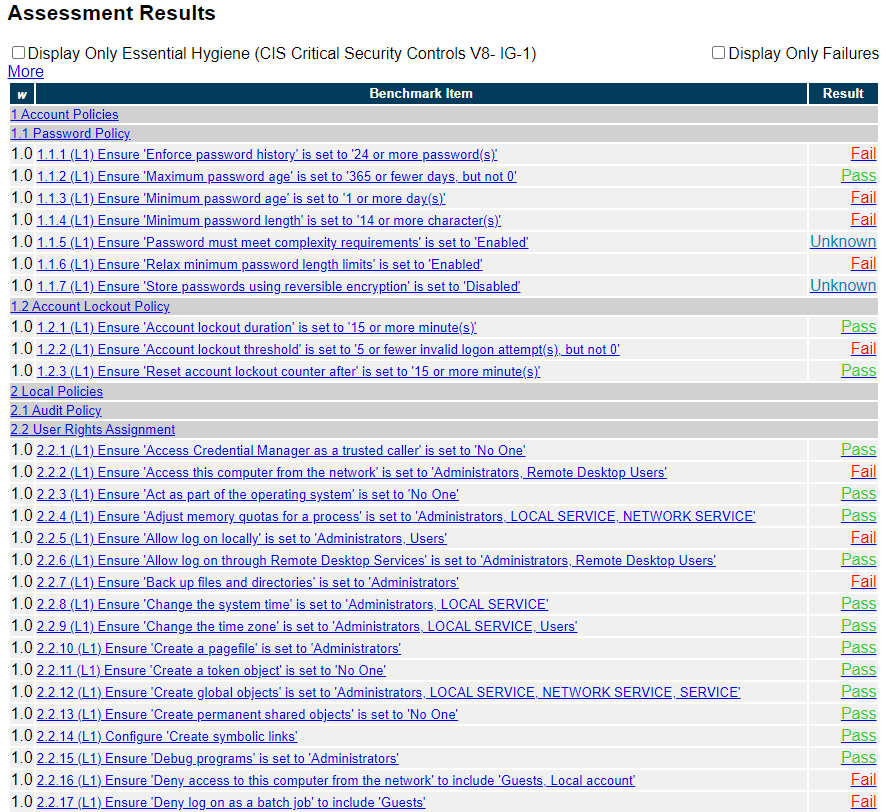 Assessment Results
Display Only Essential Hygiene (CIS Critical Security Controls V8- IG-1) Display Only Failures
More
w Benchmark Item Result
1 Account Policies
1.1 Password Policy
1.0 1.1.1 (L1) Ensure 'Enforce password history' is set to '24 or more password(s)' Fail
1.0 1.1.2 (L1) Ensure 'Maximum password age' is set to '365 or fewer days, but not 0' Pass
1.0 1.1.3 (L1) Ensure 'Minimum password age' is set to '1 or more day(s)' Fail
1.0 1.1.4 (L1) Ensure 'Minimum password length' is set to '14 or more character(s)' Fail
1.0 1.1.5 (L1) Ensure 'Password must meet complexity requirements' is set to 'Enabled' Unknown
1.0 1.1.6 (L1) Ensure 'Relax minimum password length limits' is set to 'Enabled' Fail
1.0 1.1.7 (L1) Ensure 'Store passwords using reversible encryption' is set to 'Disabled' Unknown
1.2 Account Lockout Policy
1.0 1.2.1 (L1) Ensure 'Account lockout duration' is set to '15 or more minute(s)' Pass
1.0 1.2.2 (L1) Ensure 'Account lockout threshold' is set to '5 or fewer invalid logon attempt(s), but not 0' Fail
1.0 1.2.3 (L1) Ensure 'Reset account lockout counter after' is set to '15 or more minute(s)' Pass
2 Local Policies
2.1 Audit Policy
2.2 User Rights Assignment
1.0 2.2.1 (L1) Ensure 'Access Credential Manager as a trusted caller' is set to 'No One' Pass
1.0 2.2.2 (L1) Ensure 'Access this computer from the network' is set to 'Administrators, Remote Desktop Users' Fail
1.0 2.2.3 (L1) Ensure 'Act as part of the operating system' is set to 'No One' Pass
1.0 2.2.4 (L1) Ensure 'Adjust memory quotas for a process' is set to 'Administrators, LOCAL SERVICE, NETWORK SERVICE' Pass
1.0 2.2.5 (L1) Ensure 'Allow log on locally' is set to 'Administrators, Users' Fail
1.0 2.2.6 (L1) Ensure 'Allow log on through Remote Desktop Services' is set to 'Administrators, Remote Desktop Users' Pass
1.0 2.2.7 (L1) Ensure 'Back up files and directories' is set to 'Administrators' Fail
1.0 2.2.8 (L1) Ensure 'Change the system time' is set to 'Administrators, LOCAL SERVICE' Pass
1.0 2.2.9 (L1) Ensure 'Change the time zone' is set to 'Administrators, LOCAL SERVICE, Users' Pass
1.0 2.2.10 (L1) Ensure 'Create a pagefile' is set to 'Administrators' Pass
1.0 2.2.11 (L1) Ensure 'Create a token object' is set to 'No One' Pass
1.0 2.2.12 (L1) Ensure 'Create global objects' is set to 'Administrators, LOCAL SERVICE, NETWORK SERVICE, SERVICE' Pass
1.0 2.2.13 (L1) Ensure 'Create permanent shared objects' is set to 'No One' Pass
1.0 2.2.14 (L1) Configure 'Create symbolic links' Pass
1.0 2.2.15 (L1) Ensure 'Debug programs' is set to 'Administrators' Pass
1.0 2.2.16 (L1) Ensure 'Deny access to this computer from the network' to include 'Guests, Local account' Fail
1.0 2.2.17 (L1) Ensure 'Deny log on as a batch job' to include 'Guests' Fail